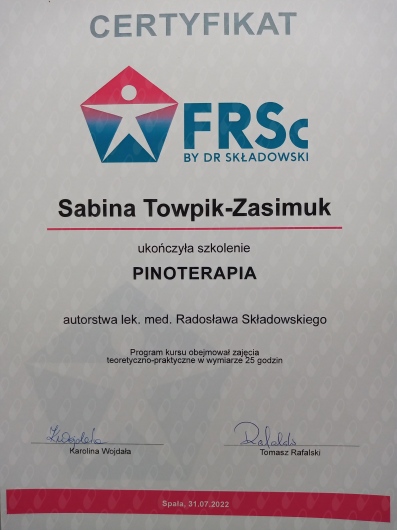 CERTYFIKAT
FRSc
BY DR SKŁADOWSKI
Sabina Towpik-Zasimuk
ukończyła szkolenie
PINOTERAPIA
autorstwa lek. med. Radosława Składowskiego
Program kursu obejmował zajęcia
teoretyczno-praktyczne w wymiarze 25 godzin
Rafalski
Karolina Wojdała
Tomasz Rafalski
Spała, 31.07.2022